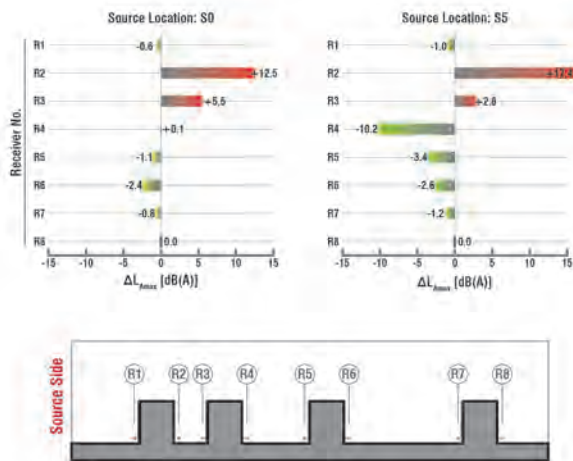 Source Location: S0
Source Location: S5
Receiver No.
R1 -0.6
R2 +12.5
R3 +5.5
R4 +0.1
R5 -1.1
R6 -2.4
R7 -0.8
R8 0.0
-15 -10 -5 0 5 10 15
ΔL_Amax [dB(A)]
R1 -1.0
R2
R3 +2.8
R4 -10.2
R5 -3.4
R6 -2.6
R7 -1.2
R8 0.0
-15 -10 -5 0 5 10 15
ΔL_Amax [dB(A)]
Source Side
R1 R2 R3 R4 R5 R6 R7 R8